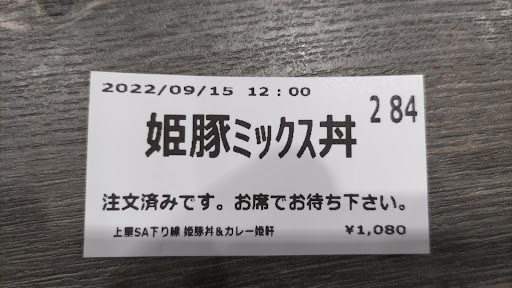 2022/09/15 12:00
284
姫豚ミックス丼
注文済みです。お席でお待ち下さい。
上里SA下り線 姫豚丼&カレー姫軒 ¥1,080